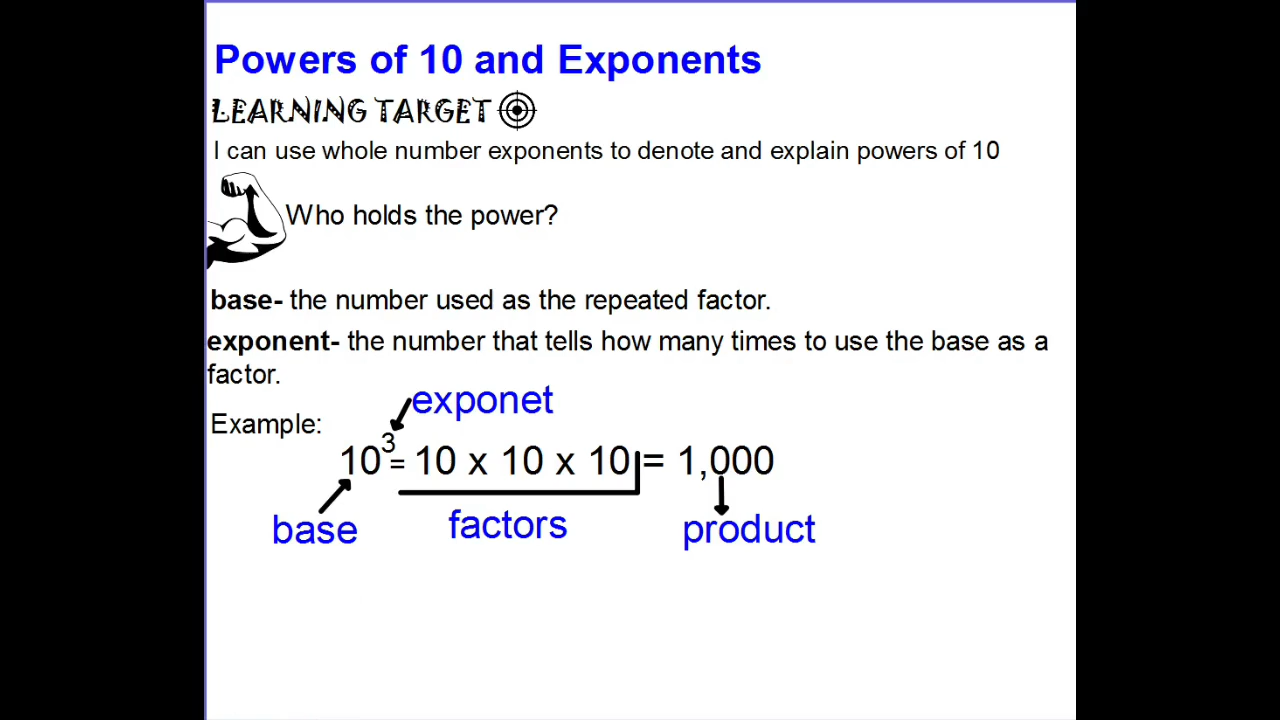 Powers of 10 and Exponents
LEARNING TARGET
I can use whole number exponents to denote and explain powers of 10
Who holds the power?
base- the number used as the repeated factor.
exponent- the number that tells how many times to use the base as a
factor.
exponet
Example:
10³= 10 x 10 x 10 = 1,000
base factors product